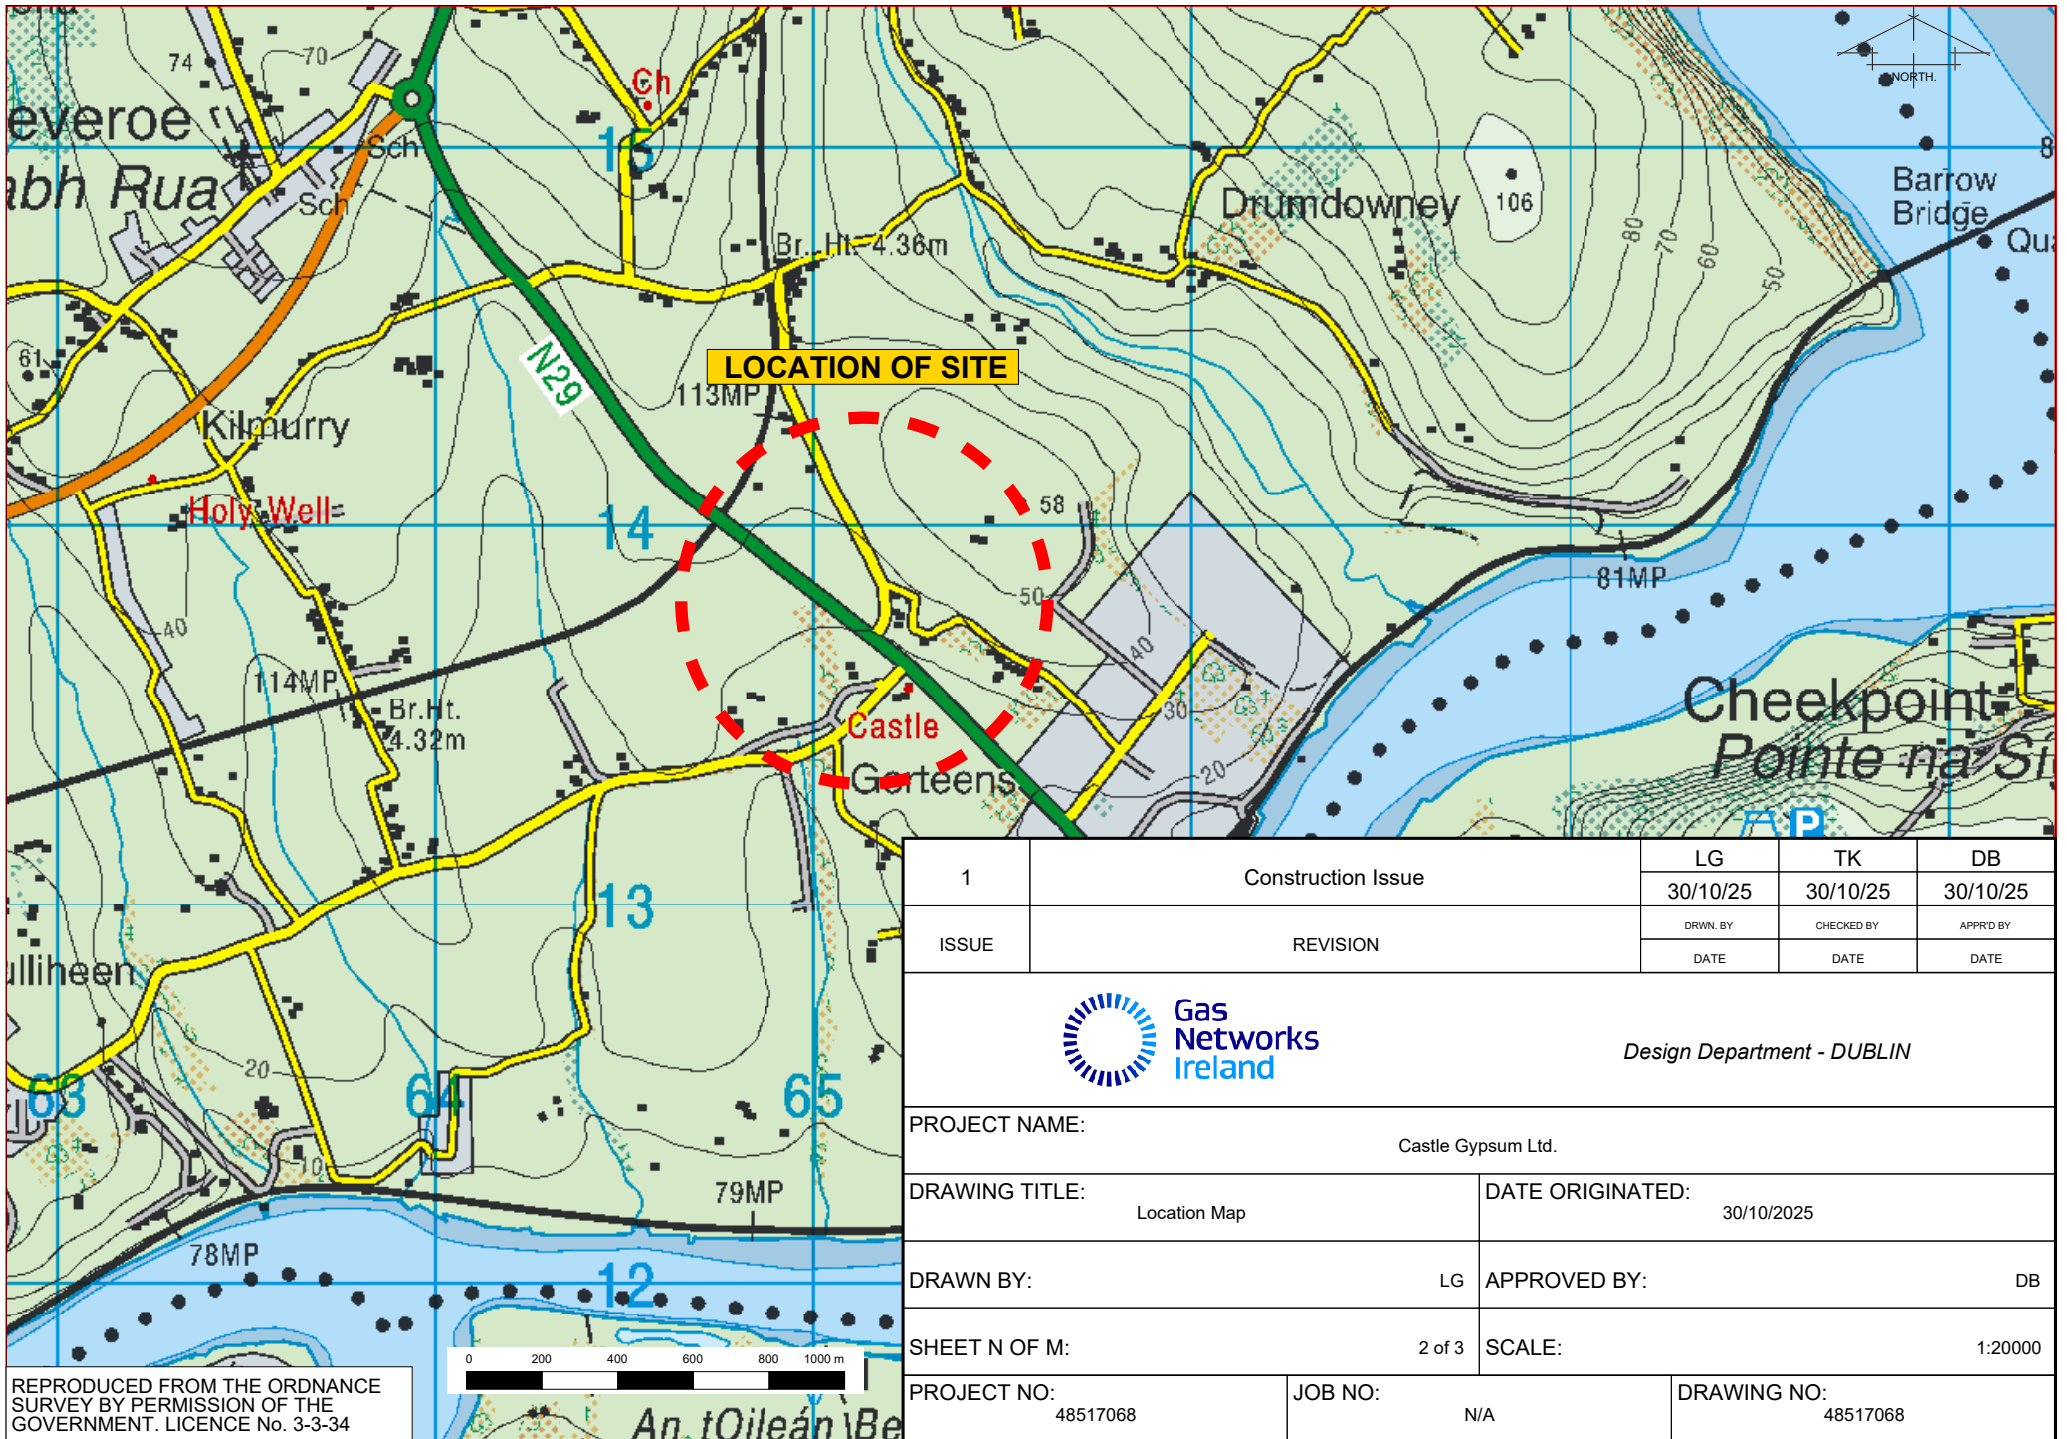 74
70
everoe
abh Rua
Sch
Sch
Ch
15
NORTH.
8
Barrow
Bridge
Qu
Drumdowney
106
80
70
60
50
Br. Ht. 4.36m
N29
LOCATION OF SITE
113MP
61
Kilmurry
Holy Well
14
58
50
81MP
40
40
114MP
Br.Ht.
4.32m
Castle
Gorteens
30
20
Cheekpoint
Pointe na Sí
P
13
ulliheen
20
63
64
65
10
79MP
78MP
12
0 200 400 600 800 1000 m
An tOileán
Be
REPRODUCED FROM THE ORDNANCE
SURVEY BY PERMISSION OF THE
GOVERNMENT. LICENCE No. 3-3-34
1 Construction Issue LG TK DB
30/10/25 30/10/25 30/10/25
ISSUE REVISION DRWN. BY CHECKED BY APPR'D BY
DATE DATE DATE
Gas
Networks
Ireland
Design Department - DUBLIN
PROJECT NAME:
Castle Gypsum Ltd.
DRAWING TITLE: DATE ORIGINATED:
Location Map 30/10/2025
DRAWN BY: LG APPROVED BY: DB
SHEET N OF M: 2 of 3 SCALE: 1:20000
PROJECT NO: JOB NO: DRAWING NO:
48517068 N/A 48517068